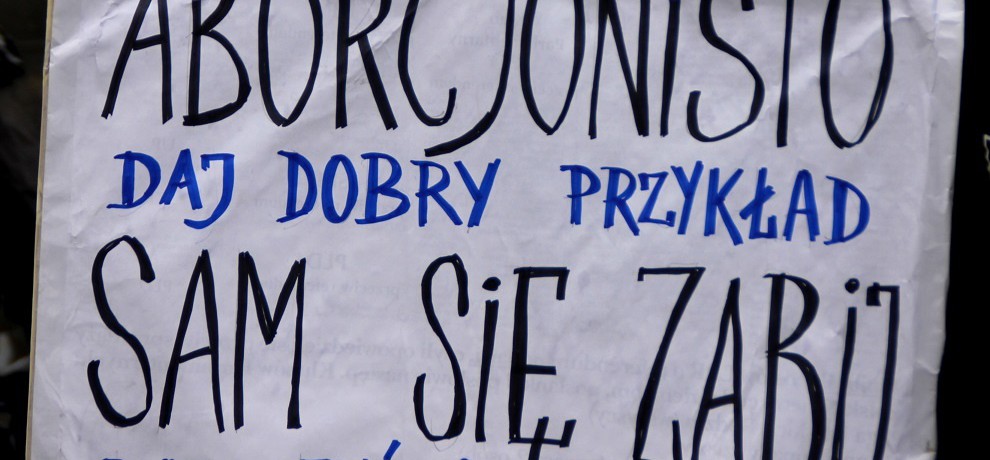 ABORCJONISTO
DAJ DOBRY PRZYKŁAD
SAM SIĘ ZABIJ